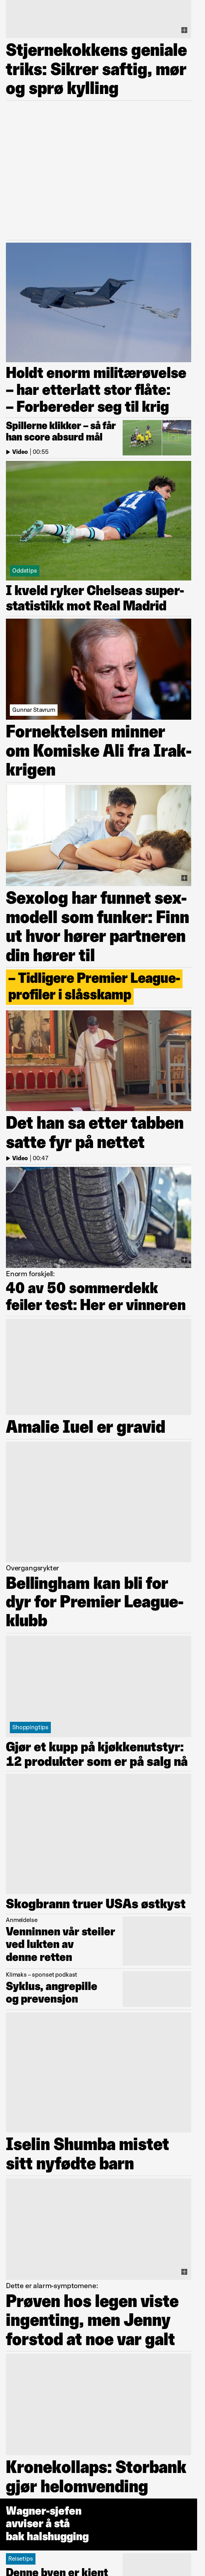 Stjernekokkens geniale
triks: Sikrer saftig, mør
og sprø kylling
Holdt enorm militærøvelse
– har etterlatt stor flåte:
– Forbereder seg til krig
Spillerne klikker – så får
han score absurd mål
Video | 00:55
Oddstips
I kveld ryker Chelseas super-
statistikk mot Real Madrid
Gunnar Stavrum
Fornektelsen minner
om Komiske Ali fra Irak-
krigen
Sexolog har funnet sex-
modell som funker: Finn
ut hvor hører partneren
din hører til
– Tidligere Premier League-
profiler i slåsskamp
Det han sa etter tabben
satte fyr på nettet
Video | 00:47
Enorm forskjell:
40 av 50 sommerdekk
feiler test: Her er vinneren
Amalie Iuel er gravid
Overgangsrykter
Bellingham kan bli for
dyr for Premier League-
klubb
Shoppingtips
Gjør et kupp på kjøkkenutstyr:
12 produkter som er på salg nå
Skogbrann truer USAs østkyst
Anmeldelse
Venninnen vår steiler
ved lukten av
denne retten
Klimaks – sponset podkast
Syklus, angrepille
og prevensjon
Iselin Shumba mistet
sitt nyfødte barn
Dette er alarm-symptomene:
Prøven hos legen viste
ingenting, men Jenny
forstod at noe var galt
Kronekollaps: Storbank
gjør helomvending
Wagner-sjefen
avviser å stå
bak halshugging
Reisetips
Denne byen er kjent